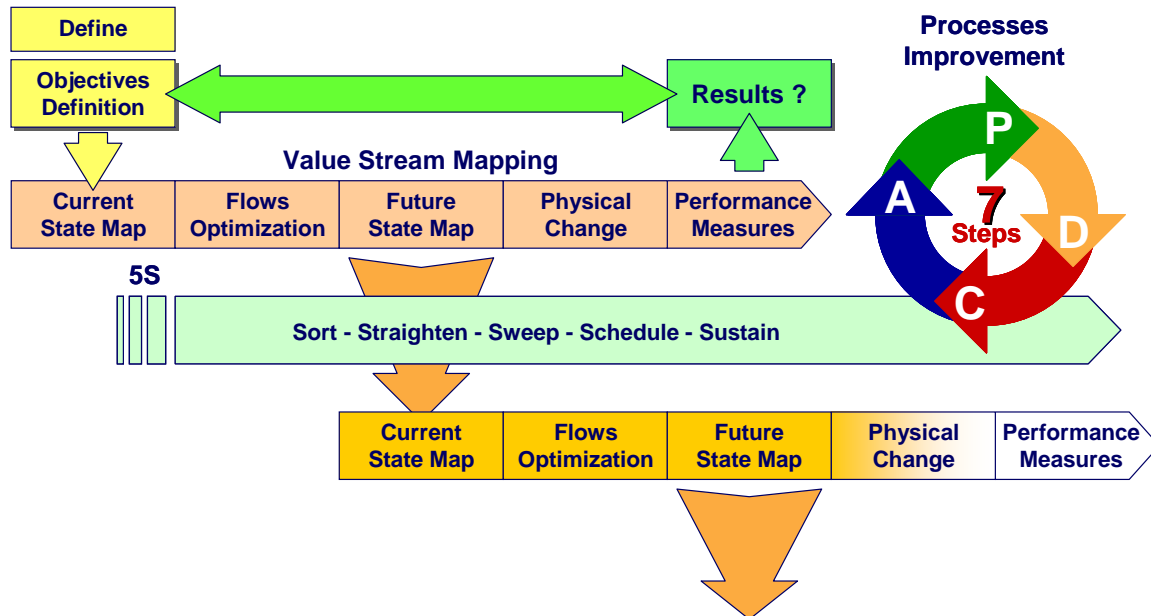 Define
Objectives
Definition
Results ?
Processes
Improvement
P
D
C
A
7
Steps
Value Stream Mapping
Current
State Map
Flows
Optimization
Future
State Map
Physical
Change
Performance
Measures
5S
Sort - Straighten - Sweep - Schedule - Sustain
Current
State Map
Flows
Optimization
Future
State Map
Physical
Change
Performance
Measures